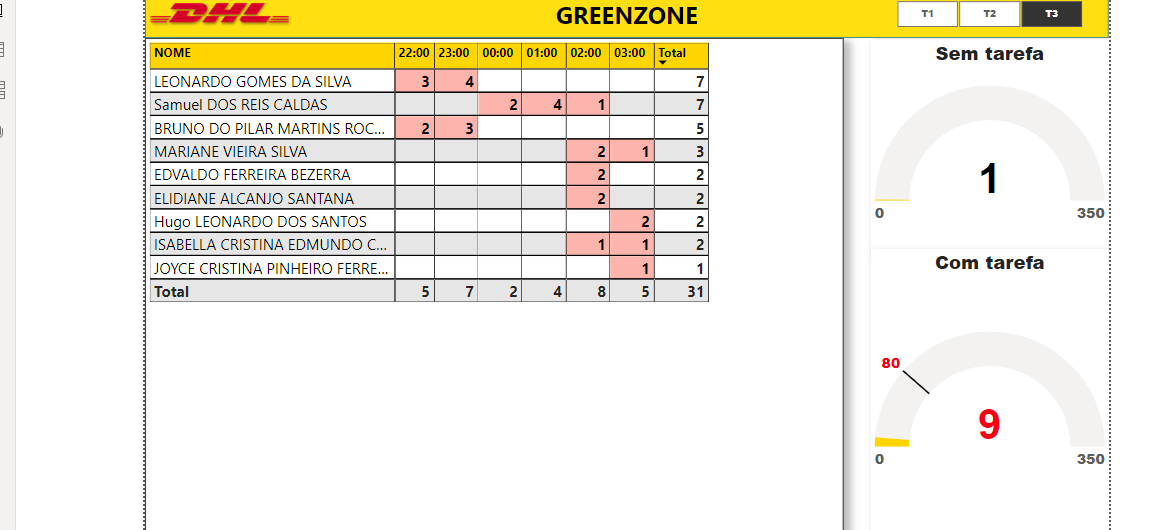 DHL
GREENZONE
T1 T2 T3
NOME 22:00 23:00 00:00 01:00 02:00 03:00 Total
LEONARDO GOMES DA SILVA 3 4 7
Samuel DOS REIS CALDAS 2 4 1 7
BRUNO DO PILAR MARTINS ROC... 2 3 5
MARIANE VIEIRA SILVA 2 1 3
EDVALDO FERREIRA BEZERRA 2 2
ELIDIANE ALCANJO SANTANA 2 2
Hugo LEONARDO DOS SANTOS 2 2
ISABELLA CRISTINA EDMUNDO C... 1 1 2
JOYCE CRISTINA PINHEIRO FERRE... 1 1
Total 5 7 2 4 8 5 31
Sem tarefa
1
0 350
Com tarefa
80
9
0 350